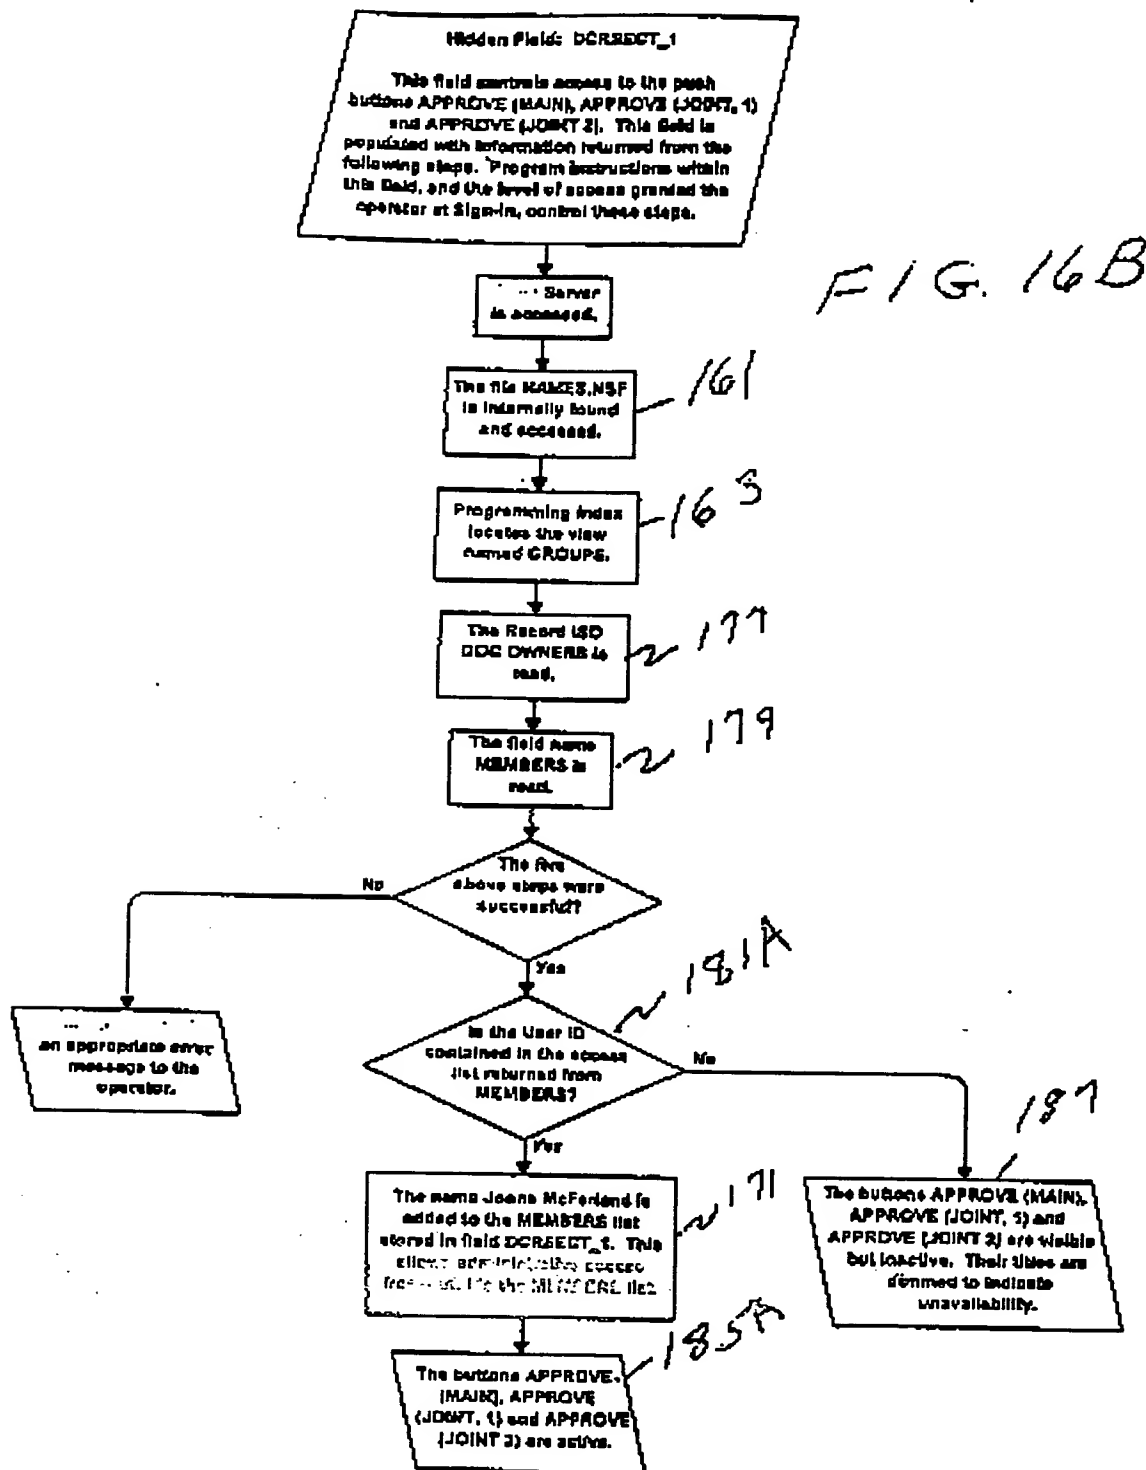 Hidden Field: DCRSECT_1
This field controls access to the push
buttons APPROVE (MAIN), APPROVE (JOINT, 1)
and APPROVE (JOINT 2). This field is
populated with information returned from the
following steps. Program instructions within
this field, and the level of access granted the
operator at Sign-in, control these steps.
FIG. 16B
Server
is accessed.
The file NAMES.NSF
is internally found
and accessed.
161
Programming index
locates the view
named GROUPS.
163
The Record ISD
DOC OWNERS is
read.
177
The field name
MEMBERS is
read.
179
The five
above steps were
successful?
No
Yes
181A
an appropriate error
message to the
operator.
Is the User ID
contained in the access
list returned from
MEMBERS?
No
Yes
187
The name Joann McFarland is
added to the MEMBERS list
stored in field DCRSECT_1. This
allows administrative access
the MEMBERS list.
171
The buttons APPROVE (MAIN),
APPROVE (JOINT, 1) and
APPROVE (JOINT 2) are visible
but inactive. Their titles are
dimmed to indicate
unavailability.
185A
The buttons APPROVE
(MAIN), APPROVE
(JOINT, 1) and APPROVE
(JOINT 2) are active.